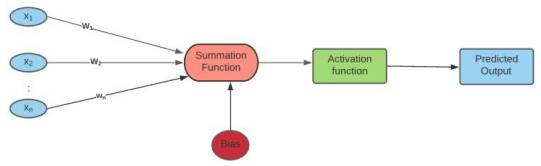 x1
W1
x2
W2
:
xn
wn
Summation
Function
Activation
function
Predicted
Output
Bias